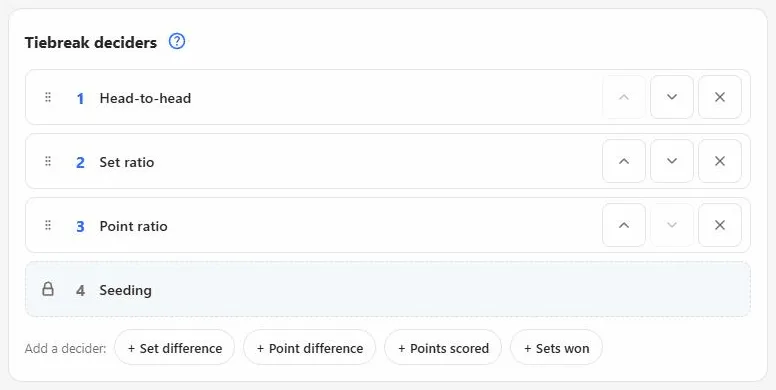 Tiebreak deciders ?
1 Head-to-head
2 Set ratio
3 Point ratio
4 Seeding
Add a decider: + Set difference + Point difference + Points scored + Sets won